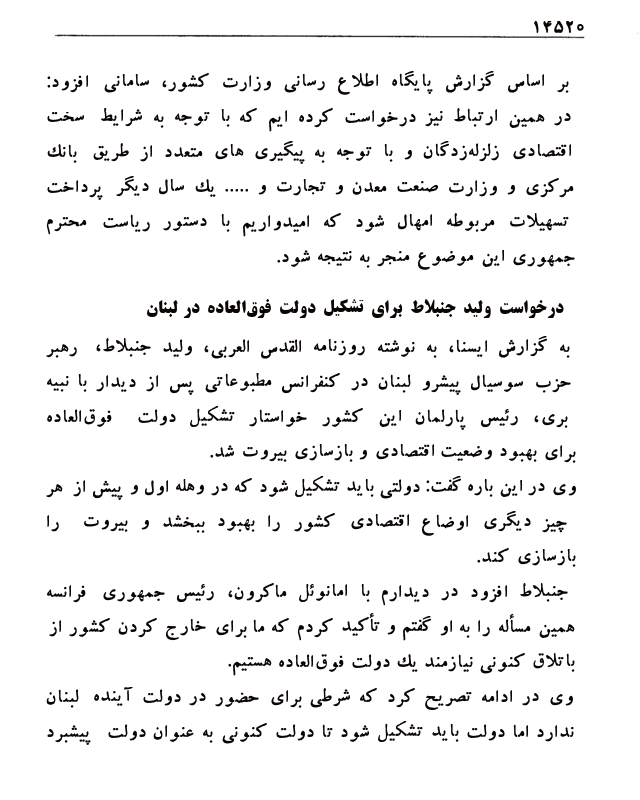 ۱۴۵۲۰
بر اساس گزارش پایگاه اطلاع رسانی وزارت کشور، سامانی افزود:
در همین ارتباط نیز درخواست کرده ایم که با توجه به شرایط سخت
اقتصادی زلزله‌زدگان و با توجه به پیگیری های متعدد از طریق بانك
مرکزی و وزارت صنعت معدن و تجارت و ..... یك سال دیگر پرداخت
تسهیلات مربوطه امهال شود که امیدواریم با دستور ریاست محترم
جمهوری این موضوع منجر به نتیجه شود.
درخواست ولید جنبلاط برای تشکیل دولت فوق‌العاده در لبنان
به گزارش ایسنا، به نوشته روزنامه القدس العربی، ولید جنبلاط، رهبر
حزب سوسیال پیشرو لبنان در کنفرانس مطبوعاتی پس از دیدار با نبیه
بری، رئیس پارلمان این کشور خواستار تشکیل دولت فوق‌العاده
برای بهبود وضعیت اقتصادی و بازسازی بیروت شد.
وی در این باره گفت: دولتی باید تشکیل شود که در وهله اول و پیش از هر
چیز دیگری اوضاع اقتصادی کشور را بهبود ببخشد و بیروت را
بازسازی کند.
جنبلاط افزود در دیدارم با امانوئل ماکرون، رئیس جمهوری فرانسه
همین مسأله را به او گفتم و تأکید کردم که ما برای خارج کردن کشور از
باتلاق کنونی نیازمند یك دولت فوق‌العاده هستیم.
وی در ادامه تصریح کرد که شرطی برای حضور در دولت آینده لبنان
ندارد اما دولت باید تشکیل شود تا دولت کنونی به عنوان دولت پیشبرد